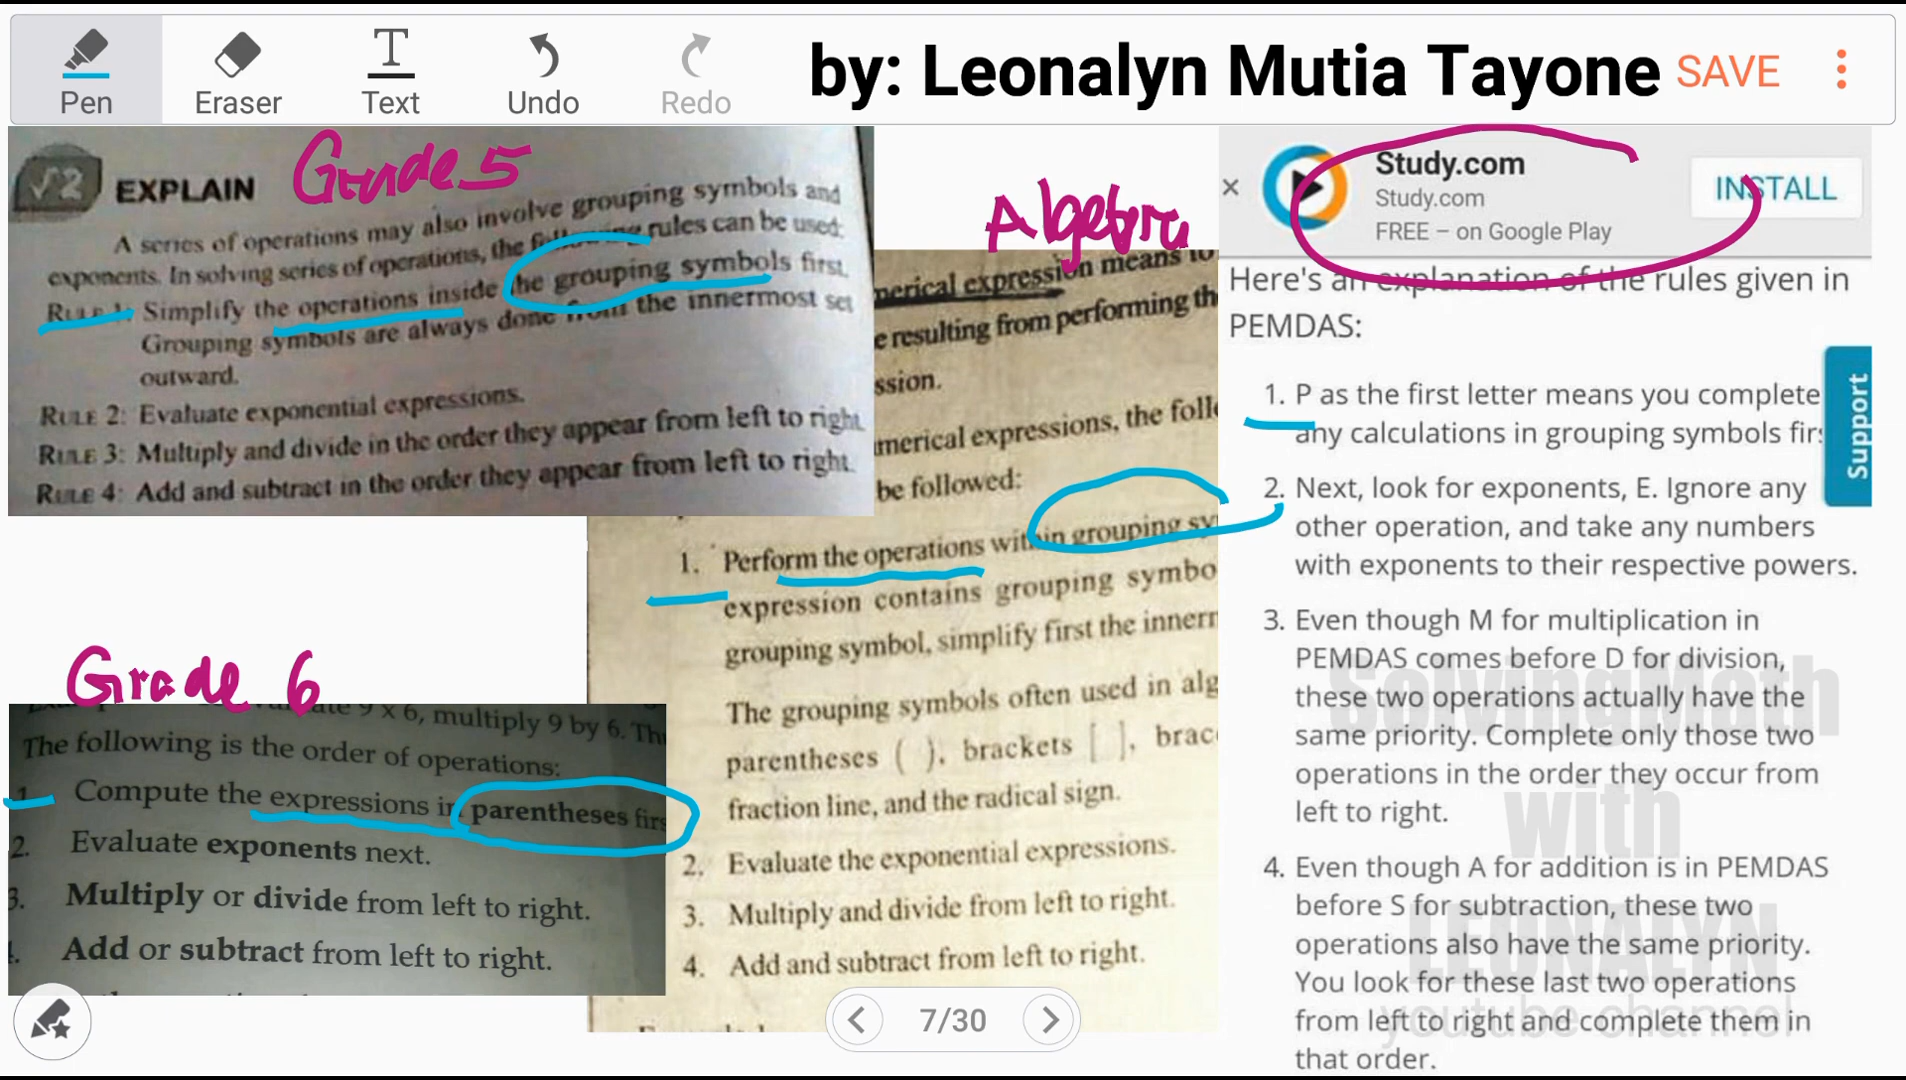 Pen
Eraser
Text
Undo
Redo
by: Leonalyn Mutia Tayone
SAVE
√2 EXPLAIN
Grade 5
A series of operations may also involve grouping symbols and
exponents. In solving series of operations, the following rules can be used:
RULE 1: Simplify the operations inside the grouping symbols first.
Grouping symbols are always done from the innermost set
outward.
RULE 2: Evaluate exponential expressions.
RULE 3: Multiply and divide in the order they appear from left to right.
RULE 4: Add and subtract in the order they appear from left to right.
Grade 6
9 x 6, multiply 9 by 6. Th
The following is the order of operations:
1. Compute the expressions in parentheses firs
2. Evaluate exponents next.
3. Multiply or divide from left to right.
Add or subtract from left to right.
Algebra
merical expression means to
e resulting from performing th
ssion.
merical expressions, the foll
be followed:
1. Perform the operations within grouping sy
expression contains grouping symbo
grouping symbol, simplify first the innerr
The grouping symbols often used in alg
parentheses ( ), brackets [ ], brac
fraction line, and the radical sign.
2. Evaluate the exponential expressions.
3. Multiply and divide from left to right.
4. Add and subtract from left to right.
7/30
×
Study.com
Study.com
FREE – on Google Play
INSTALL
Here's an explanation of the rules given in
PEMDAS:
1. P as the first letter means you complete
any calculations in grouping symbols firs
2. Next, look for exponents, E. Ignore any
other operation, and take any numbers
with exponents to their respective powers.
3. Even though M for multiplication in
PEMDAS comes before D for division,
these two operations actually have the
same priority. Complete only those two
operations in the order they occur from
left to right.
4. Even though A for addition is in PEMDAS
before S for subtraction, these two
operations also have the same priority.
You look for these last two operations
from left to right and complete them in
that order.
Support
SolvingMath
with
LEONALYN
youtube channel